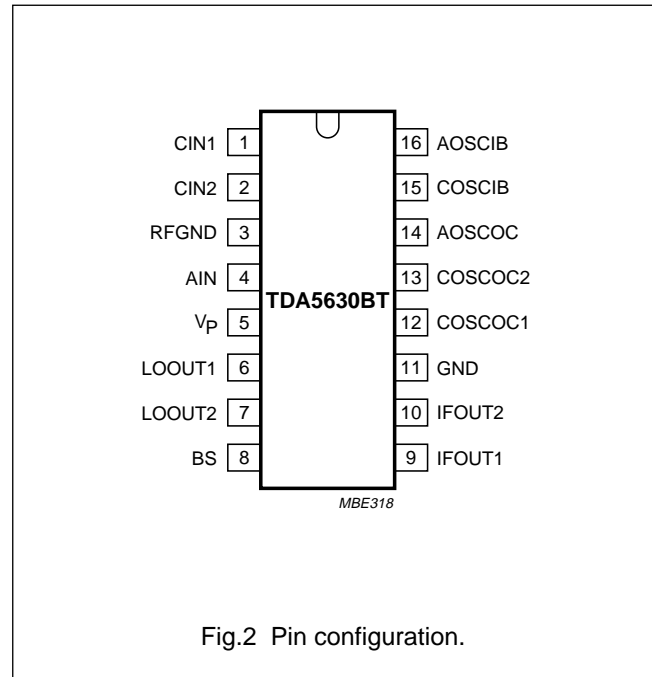 CIN1 1 16 AOSCIB
CIN2 2 15 COSCIB
RFGND 3 14 AOSCOC
AIN 4 13 COSCOC2
TDA5630BT
VP 5 12 COSCOC1
LOOUT1 6 11 GND
LOOUT2 7 10 IFOUT2
BS 8 9 IFOUT1
MBE318
Fig.2 Pin configuration.